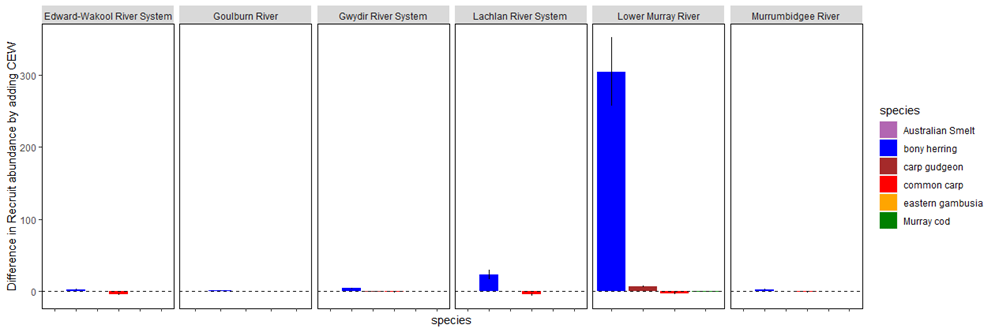 Edward-Wakool River System
Goulburn River
Gwydir River System
Lachlan River System
Lower Murray River
Murrumbidgee River
Difference in Recruit abundance by adding CEW
300
200
100
0
species
species
Australian Smelt
bony herring
carp gudgeon
common carp
eastern gambusia
Murray cod